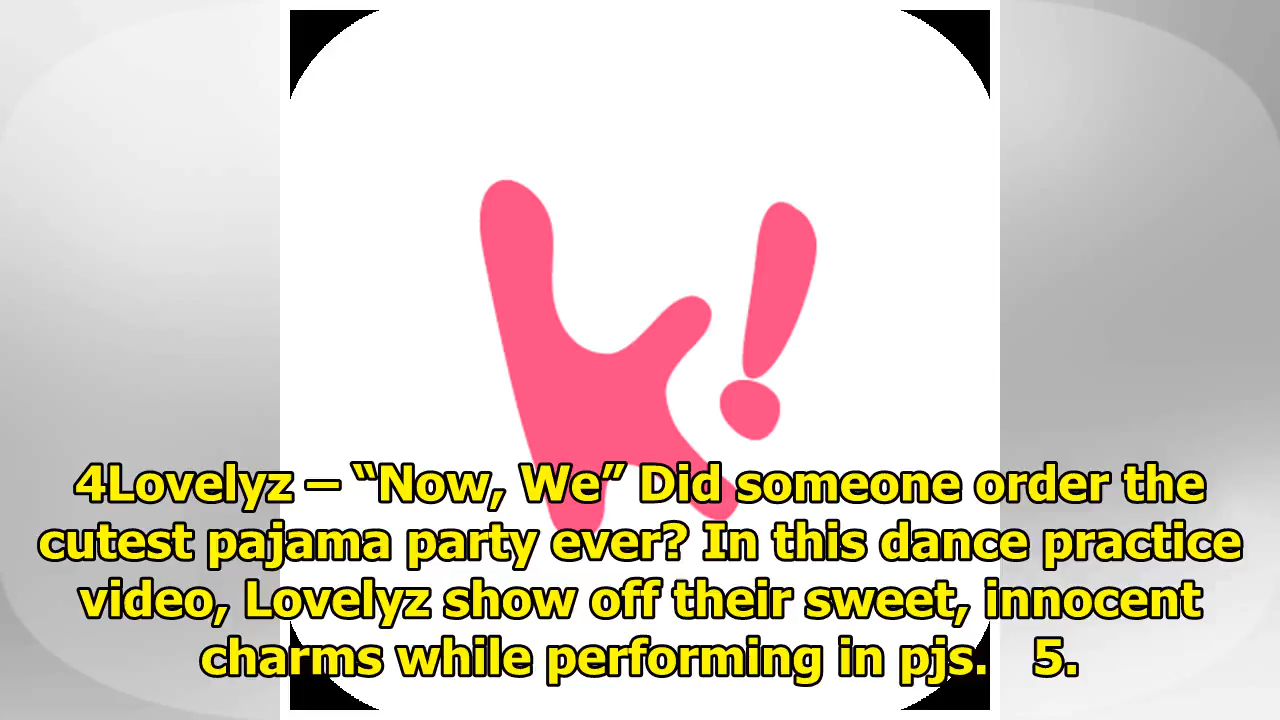 k!
4Lovelyz – “Now, We” Did someone order the
cutest pajama party ever? In this dance practice
video, Lovelyz show off their sweet, innocent
charms while performing in pjs.   5.